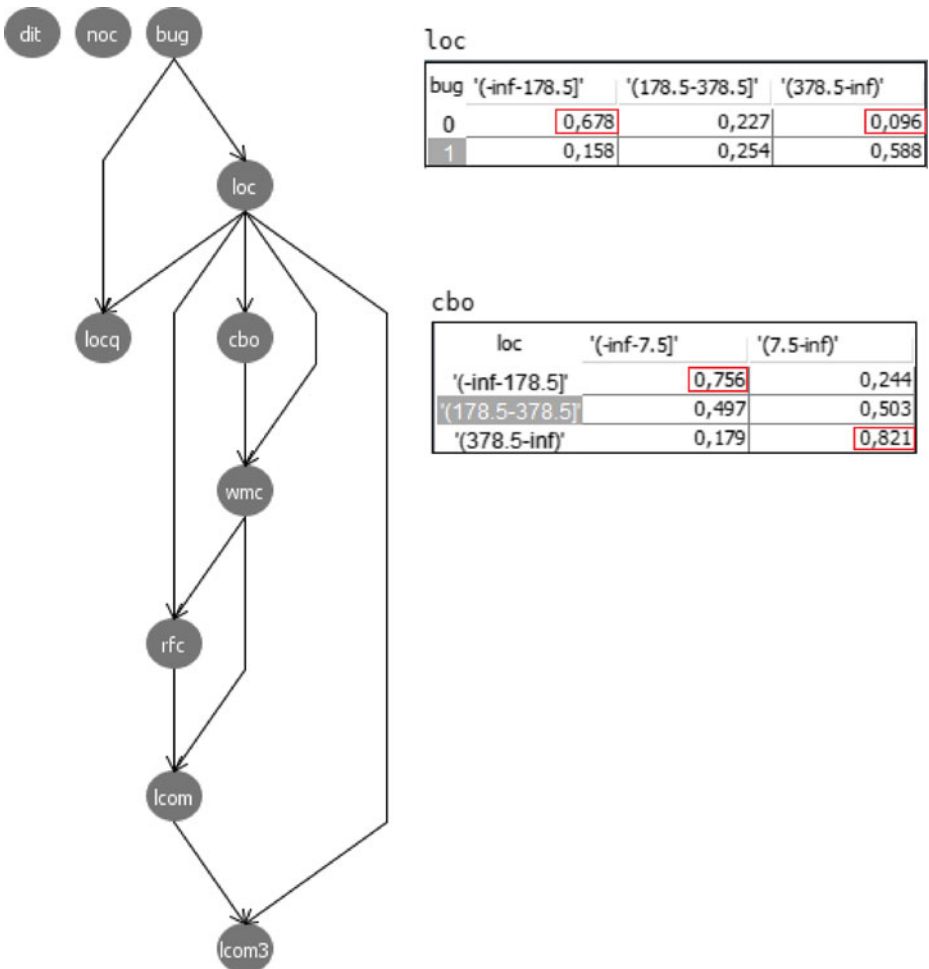 dit noc bug
loc
locq cbo
wmc
rfc
lcom
lcom3
loc
bug '(-inf-178.5]' '(178.5-378.5]' '(378.5-inf)'
0 0,678 0,227 0,096
1 0,158 0,254 0,588
cbo
loc '(-inf-7.5]' '(7.5-inf)'
'(-inf-178.5]' 0,756 0,244
'(178.5-378.5]' 0,497 0,503
'(378.5-inf)' 0,179 0,821